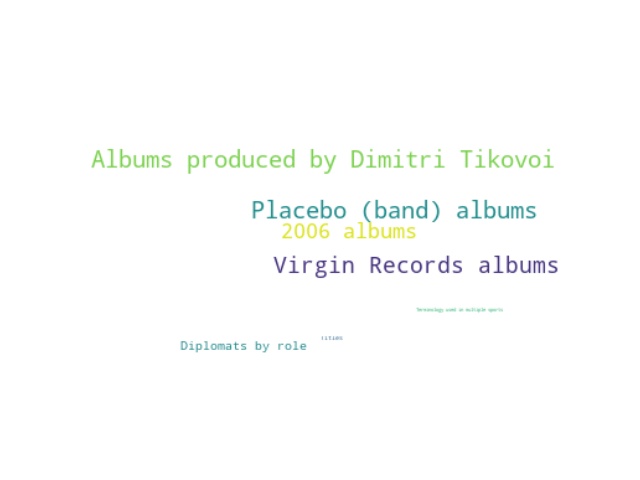 Albums produced by Dimitri Tikovoi
Placebo (band) albums
2006 albums
Virgin Records albums
Terminology used in multiple sports
Titles
Diplomats by role